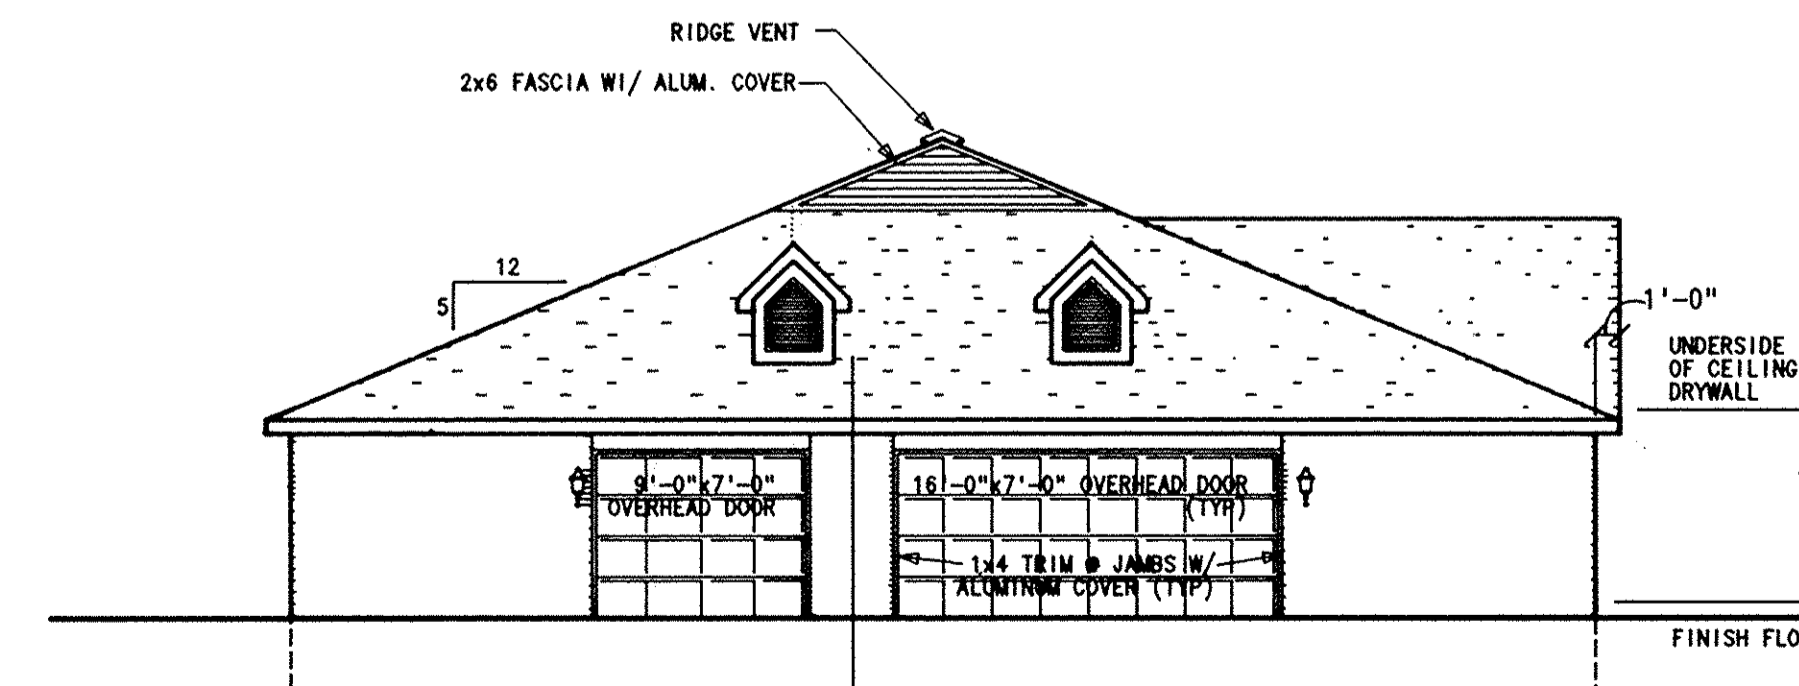 RIDGE VENT
2x6 FASCIA WI/ ALUM. COVER
12
5
1'-0"
UNDERSIDE
OF CEILING
DRYWALL
9'-0"x7'-0"
OVERHEAD DOOR
16'-0"x7'-0" OVERHEAD DOOR
(TYP)
1x4 TRIM @ JAMBS W/
ALUMINUM COVER (TYP)
FINISH FLO